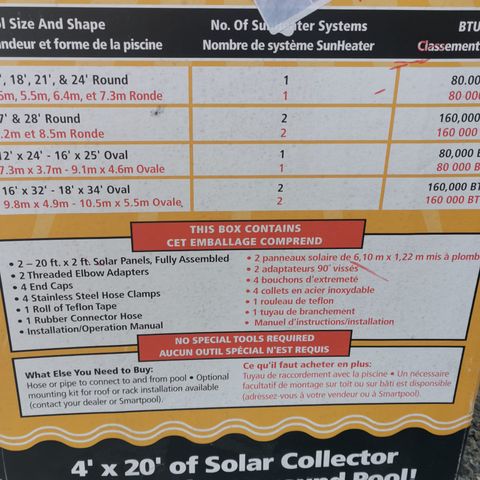 Size And Shape
No. Of Systems
BTU
andeur et forme de la piscine
Nombre de système SunHeater
Classement
18', 21', & 24' Round
1
80.00
5.5m, 6.4m, et 7.3m Ronde
1
80 000
& 28' Round
2
160,000
et 8.5m Ronde
2
160 000
x 24' - 16' x 25' Oval
1
80,000 B
7.3m x 3.7m - 9.1m x 4.6m Ovale
1
80 000 B
16' x 32' - 18' x 34' Oval
2
160,000 BT
9.8m x 4.9m - 10.5m x 5.5m Ovale
2
160 000 BT
THIS BOX CONTAINS
CET EMBALLAGE COMPREND
• 2 – 20 ft. x 2 ft. Solar Panels, Fully Assembled
• 2 Threaded Elbow Adapters
• 4 End Caps
• 4 Stainless Steel Hose Clamps
• 1 Roll of Teflon Tape
• 1 Rubber Connector Hose
• Installation/Operation Manual
• 2 panneaux solaire de 6,10 m x 1,22 m mis à plomb
• 2 adaptateurs 90° vissés
• 4 bouchons d'extremeté
• 4 collets en acier inoxydable
• 1 rouleau de teflon
• 1 tuyau de branchement
• Manuel d'instructions/installation
NO SPECIAL TOOLS REQUIRED
AUCUN OUTIL SPÉCIAL N'EST REQUIS
What Else You Need to Buy:
Hose or pipe to connect to and from pool • Optional
mounting kit for roof or rack installation available
(contact your dealer or Smartpool).
Ce qu'il faut acheter en plus:
Tuyau de raccordement avec la piscine • Un nécessaire
facultatif de montage sur toit ou sur bâti est disponible
(adressez-vous à votre vendeur ou à Smartpool).
4' x 20' of Solar Collector
Pool!